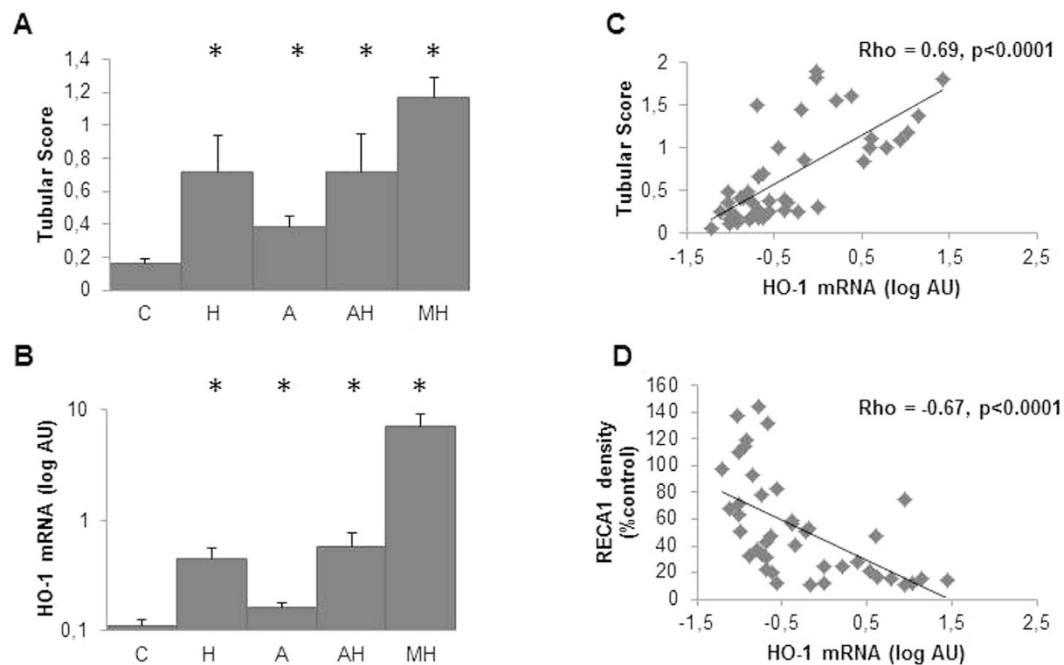 A
* * * *
Tubular Score
1,4
1,2
1
0,8
0,6
0,4
0,2
0
C H A AH MH
B
* * * *
HO-1 mRNA (log AU)
10
1
0,1
C H A AH MH
C
Rho = 0.69, p<0.0001
Tubular Score
2
1,5
1
0,5
0
-1,5 -0,5 0,5 1,5 2,5
HO-1 mRNA (log AU)
D
Rho = -0.67, p<0.0001
RECA1 density
(%control)
160
140
120
100
80
60
40
20
0
-1,5 -0,5 0,5 1,5 2,5
HO-1 mRNA (log AU)